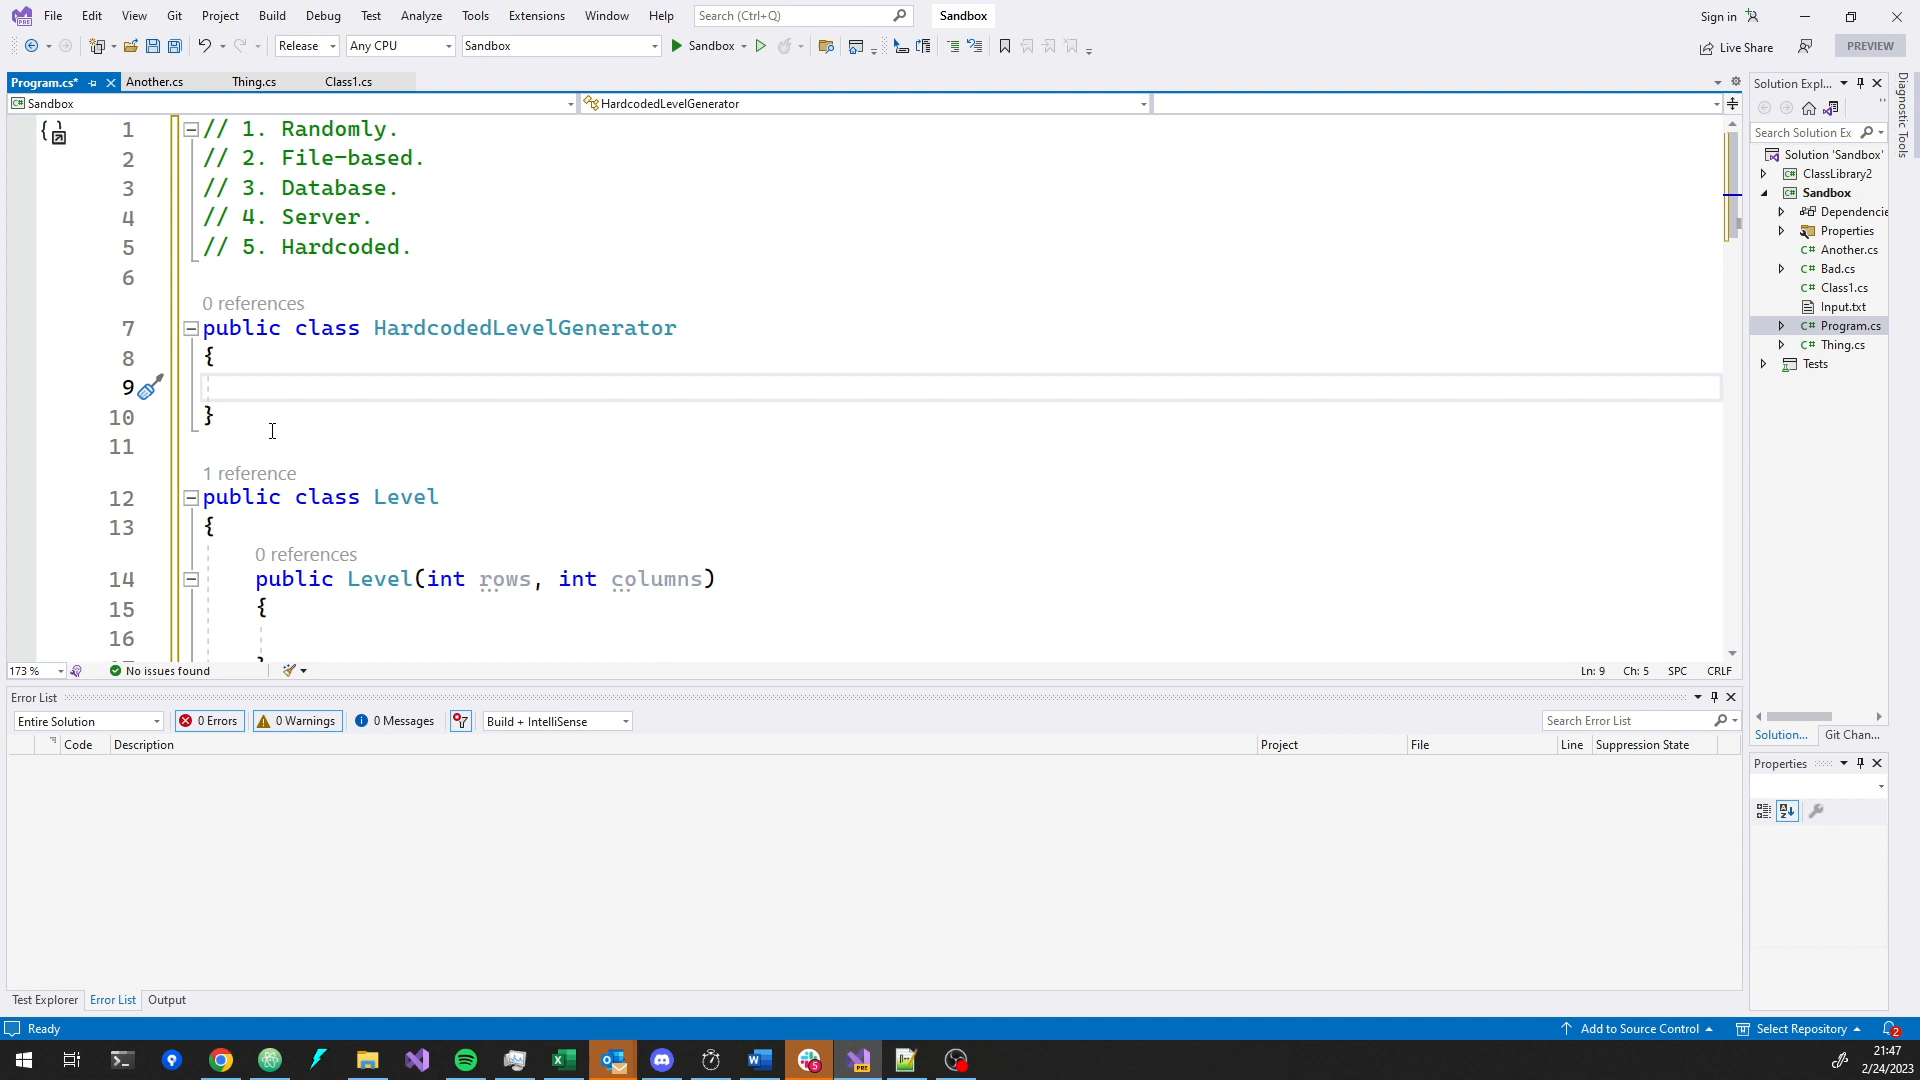 File Edit View Git Project Build Debug Test Analyze Tools Extensions Window Help Search (Ctrl+Q) Sandbox Sign in
Release Any CPU Sandbox Sandbox Live Share PREVIEW
Program.cs* Another.cs Thing.cs Class1.cs
Sandbox HardcodedLevelGenerator
1 // 1. Randomly.
2 // 2. File-based.
3 // 3. Database.
4 // 4. Server.
5 // 5. Hardcoded.
6
0 references
7 public class HardcodedLevelGenerator
8 {
9
10 }
11
1 reference
12 public class Level
13 {
0 references
14 public Level(int rows, int columns)
15 {
16
173 % No issues found Ln: 9 Ch: 5 SPC CRLF
Error List
Entire Solution 0 Errors 0 Warnings 0 Messages Build + IntelliSense Search Error List
Code Description Project File Line Suppression State
Test Explorer Error List Output
Solution Expl...
Search Solution Ex
Solution 'Sandbox'
ClassLibrary2
Sandbox
Dependencie
Properties
Another.cs
Bad.cs
Class1.cs
Input.txt
Program.cs
Thing.cs
Tests
Solution... Git Chan...
Properties
Diagnostic Tools
Ready Add to Source Control Select Repository 2
5 PRE 21:47
2/24/2023